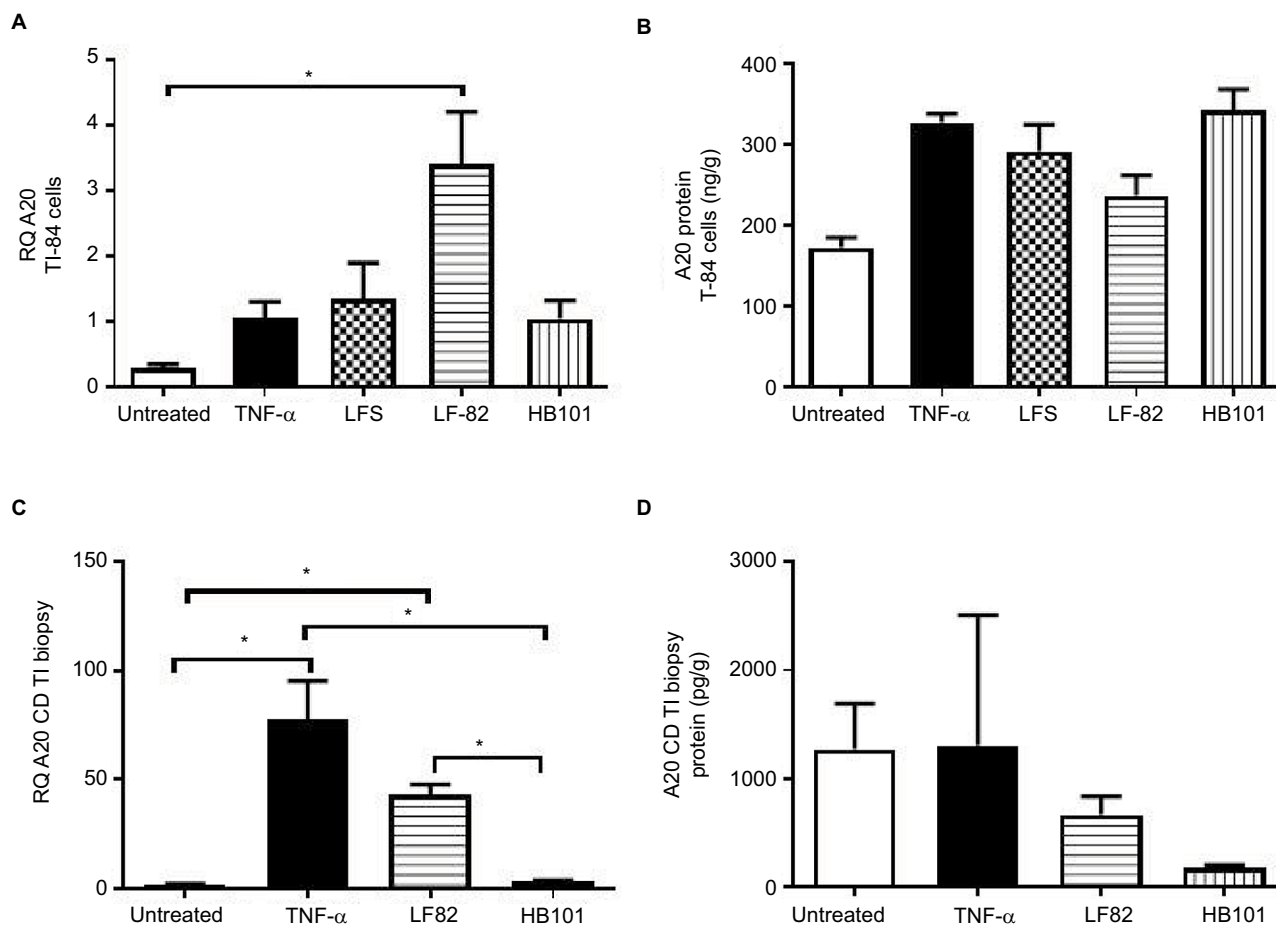 A
5
4
3
2
1
0
RQ A20
TI-84 cells
*
Untreated
TNF-α
LFS
LF-82
HB101
B
400
300
200
100
0
A20 protein
T-84 cells (ng/g)
Untreated
TNF-α
LFS
LF-82
HB101
C
150
100
50
0
RQ A20 CD TI biopsy
*
*
*
*
Untreated
TNF-α
LF82
HB101
D
3000
2000
1000
0
A20 CD TI biopsy
protein (pg/g)
Untreated
TNF-α
LF82
HB101